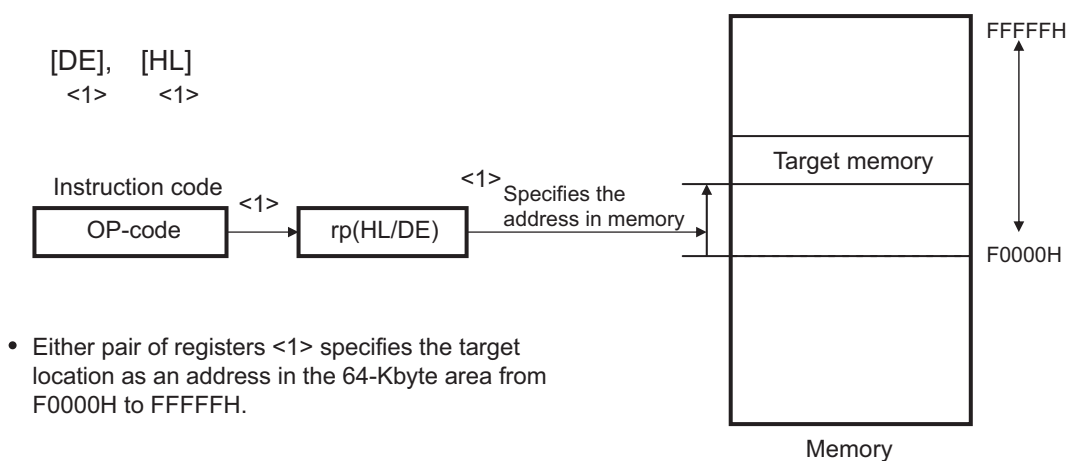 [DE], [HL]
<1> <1>
Instruction code
OP-code
<1>
rp(HL/DE)
<1>
Specifies the
address in memory
Target memory
FFFFFH
F0000H
Memory
• Either pair of registers <1> specifies the target
location as an address in the 64-Kbyte area from
F0000H to FFFFFH.